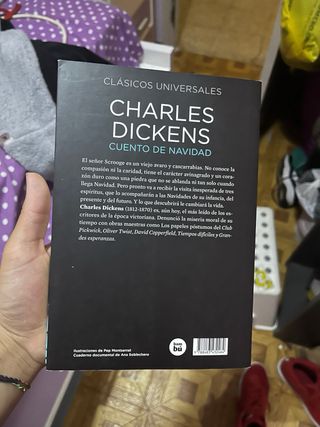 CLÁSICOS UNIVERSALES
CHARLES
DICKENS
CUENTO DE NAVIDAD
El señor Scrooge es un viejo avaro y cascarrabias. No conoce la
compasión ni la caridad, tiene el carácter avinagrado y un cora-
zón duro como una piedra que no se ablanda ni tan solo cuando
llega Navidad. Pero pronto va a recibir la visita inesperada de tres
espíritus, que lo acompañarán a las Navidades de su infancia, del
presente y del futuro. Y lo que descubrirá le cambiará la vida.
Charles Dickens (1812-1870) es, aún hoy, el más leído de los es-
critores de la época victoriana. Denunció la miseria moral de su
tiempo con obras maestras como Los papeles póstumos del Club
Pickwick, Oliver Twist, David Copperfield, Tiempos difíciles y Gran-
des esperanzas.
Ilustraciones de Pep Montserrat
Cuaderno documental de
bam
bú